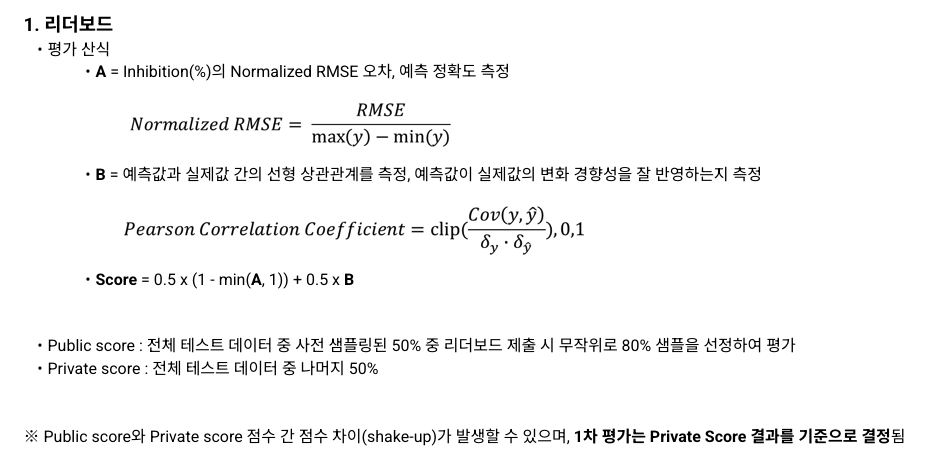 1. 리더보드
• 평가 산식
• A = Inhibition(%)의 Normalized RMSE 오차, 예측 정확도 측정
Normalized RMSE = RMSE / (max(y) − min(y))
• B = 예측값과 실제값 간의 선형 상관관계를 측정, 예측값이 실제값의 변화 경향성을 잘 반영하는지 측정
Pearson Correlation Coefficient = clip(Cov(y, ŷ) / (δy · δŷ)), 0,1
• Score = 0.5 x (1 - min(A, 1)) + 0.5 x B
• Public score : 전체 테스트 데이터 중 사전 샘플링된 50% 중 리더보드 제출 시 무작위로 80% 샘플을 선정하여 평가
• Private score : 전체 테스트 데이터 중 나머지 50%
※ Public score와 Private score 점수 간 점수 차이(shake-up)가 발생할 수 있으며, 1차 평가는 Private Score 결과를 기준으로 결정됨